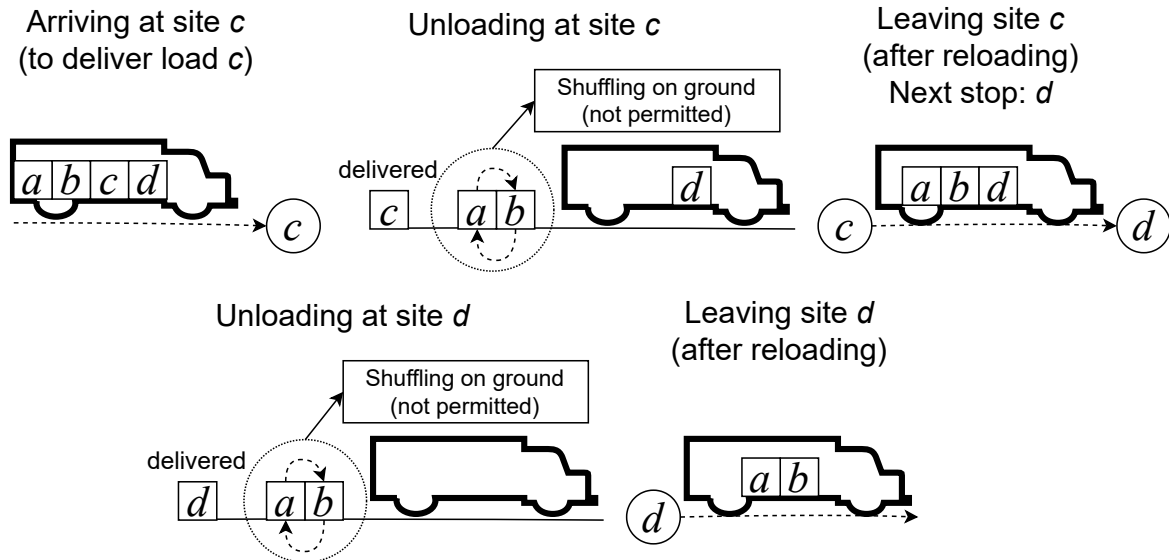 Arriving at site c
(to deliver load c)
a b c d
c
Unloading at site c
Shuffling on ground
(not permitted)
delivered
c
a b
d
Leaving site c
(after reloading)
Next stop: d
a b d
c
d
Unloading at site d
Shuffling on ground
(not permitted)
delivered
d
a b
Leaving site d
(after reloading)
a b
d